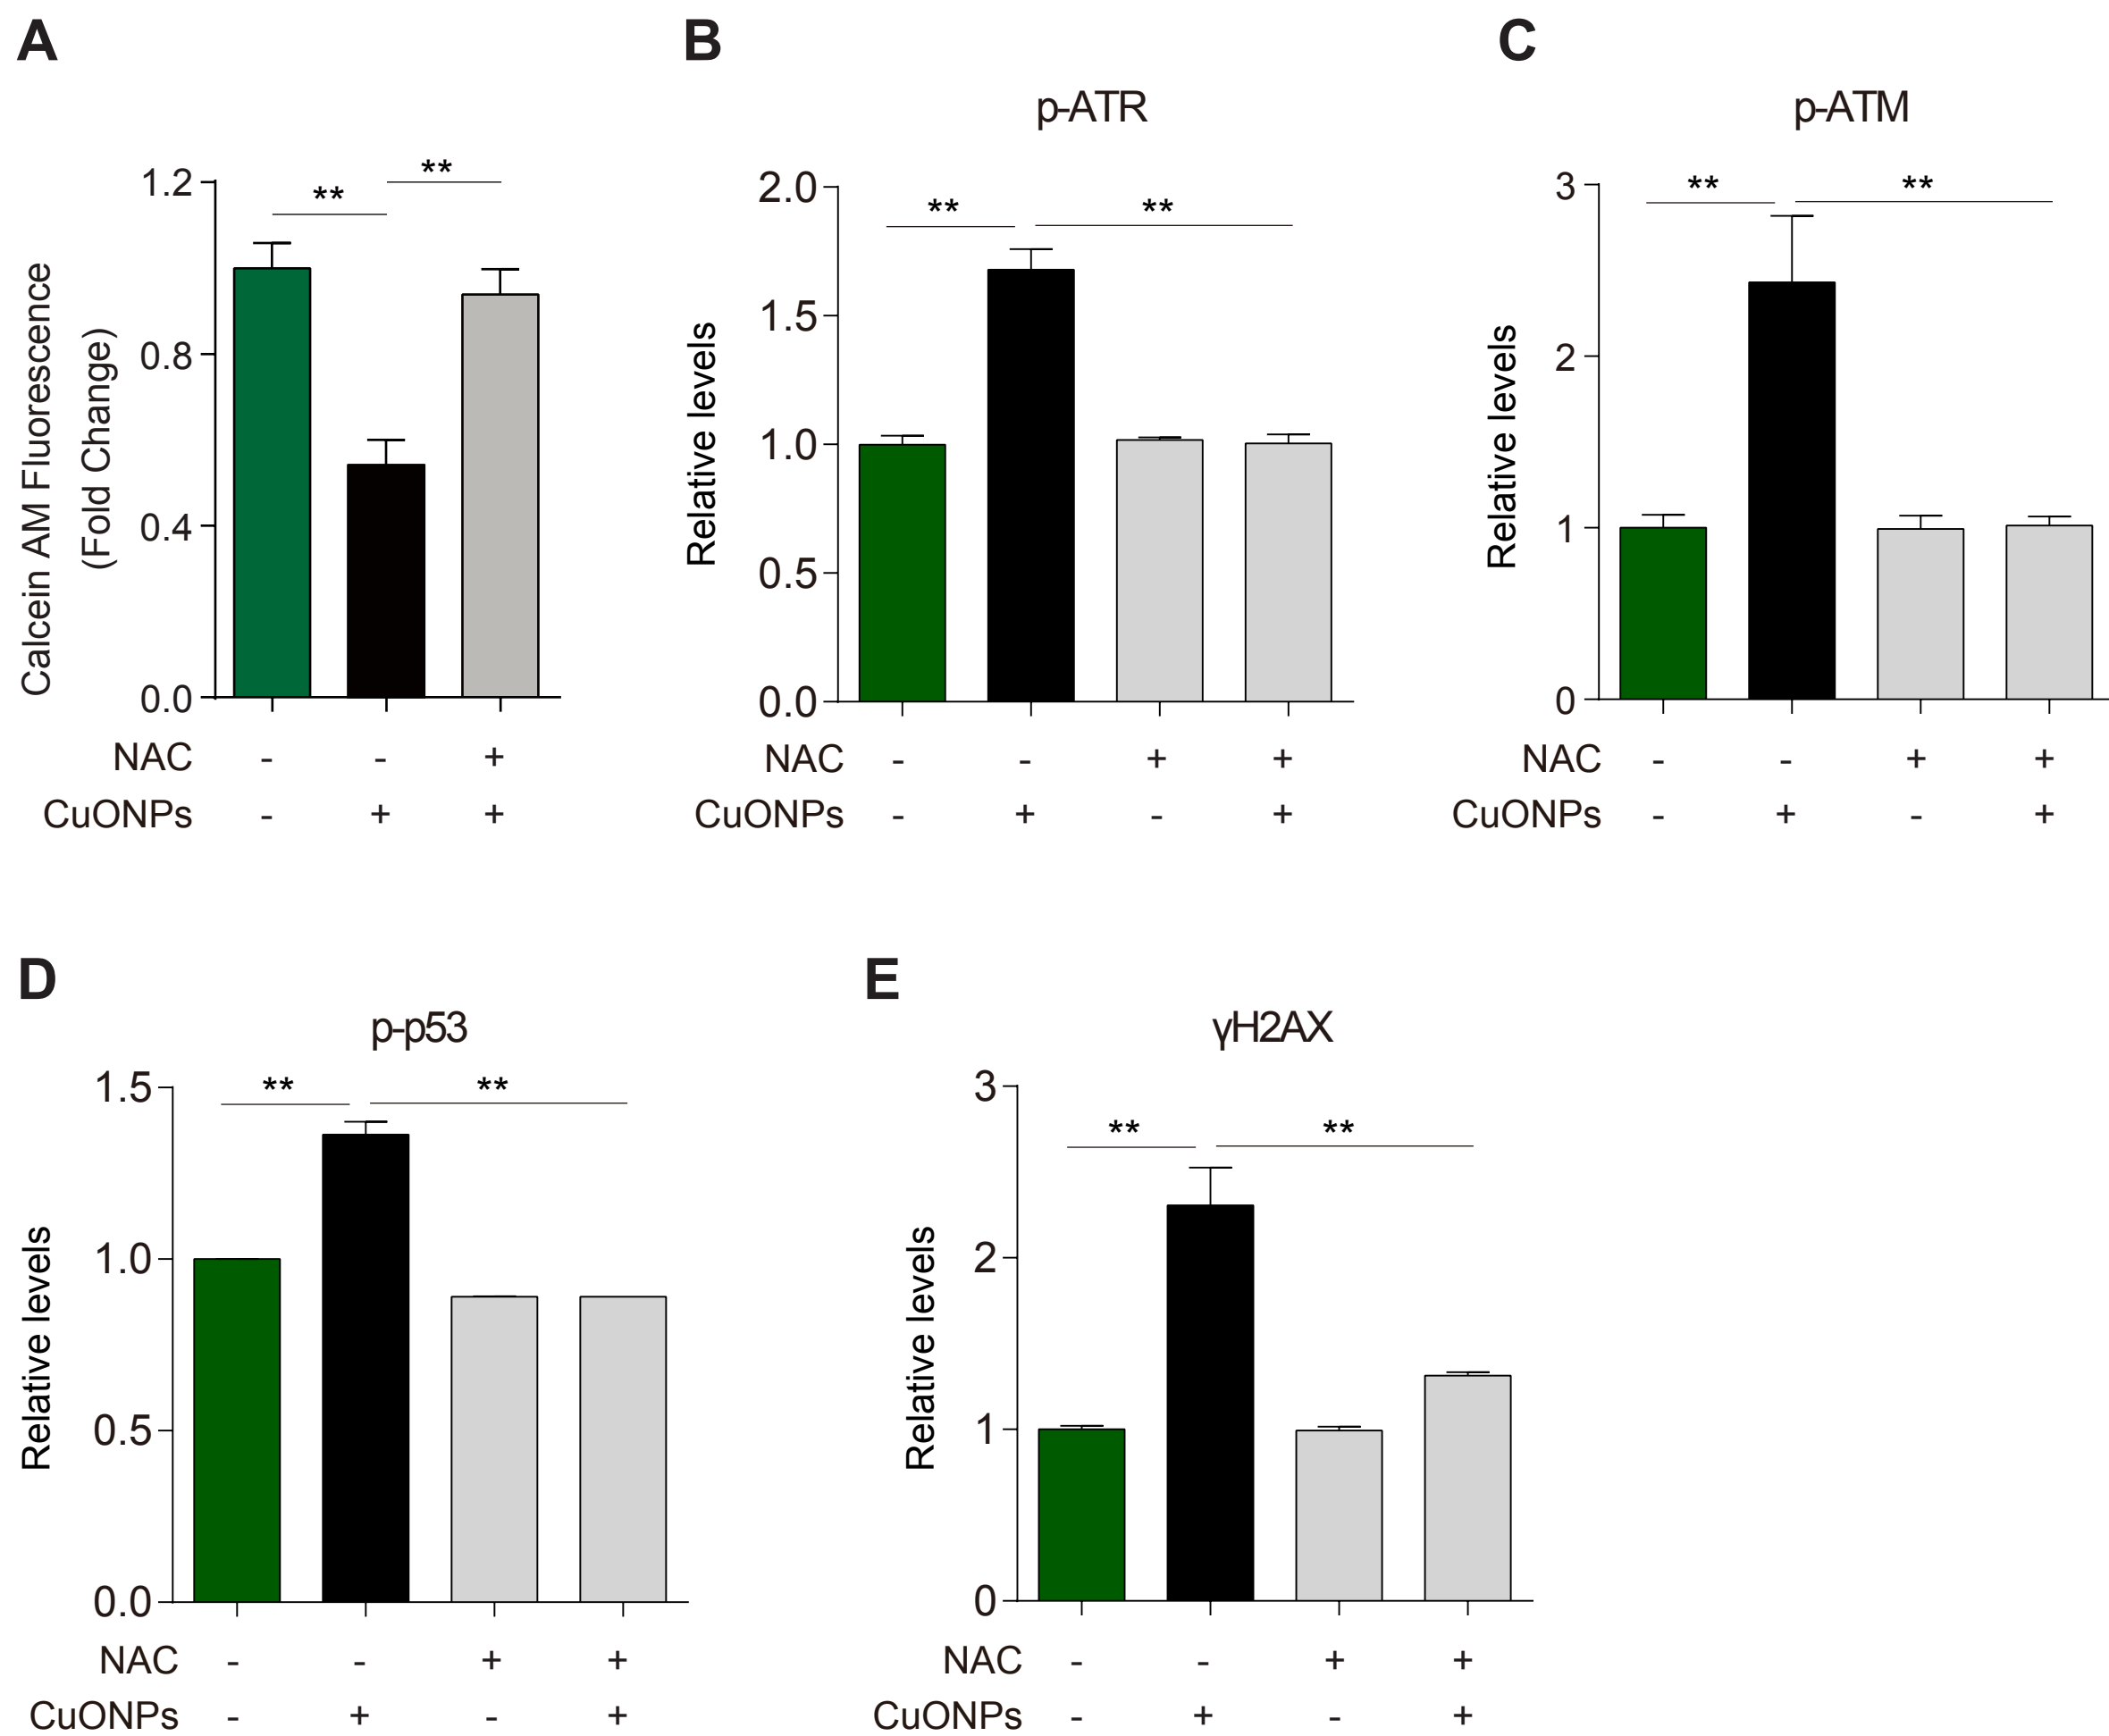 A
B
C
p-ATR
p-ATM
**
**
1.2
0.8
0.4
0.0
Calcein AM Fluorescence
(Fold Change)
NAC - - +
CuONPs - + +
**
**
2.0
1.5
1.0
0.5
0.0
Relative levels
NAC - - + +
CuONPs - + - +
**
**
3
2
1
0
Relative levels
NAC - - + +
CuONPs - + - +
D
E
p-p53
γH2AX
**
**
1.5
1.0
0.5
0.0
Relative levels
NAC - - + +
CuONPs - + - +
**
**
3
2
1
0
Relative levels
NAC - - + +
CuONPs - + - +